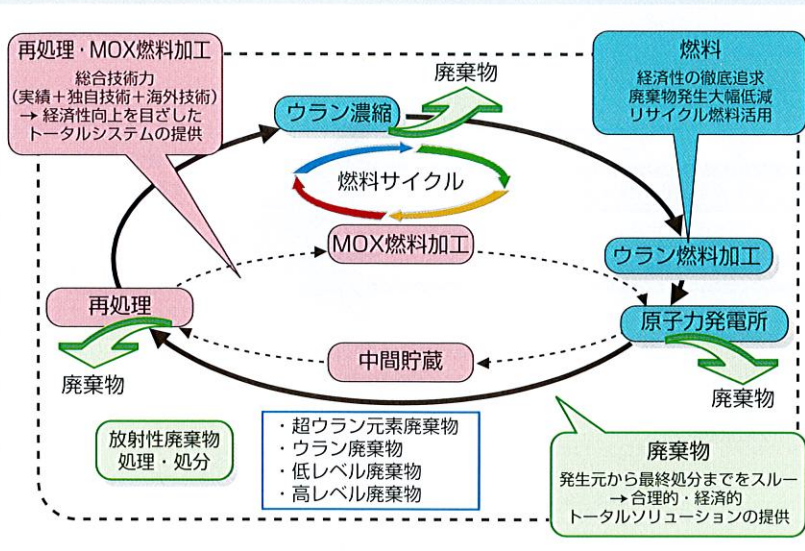 再処理・MOX燃料加工
総合技術力
(実績＋独自技術＋海外技術)
→ 経済性向上を目ざした
トータルシステムの提供
廃棄物
燃料
経済性の徹底追求
廃棄物発生大幅低減
リサイクル燃料活用
ウラン濃縮
燃料サイクル
MOX燃料加工
ウラン燃料加工
再処理
原子力発電所
中間貯蔵
廃棄物
廃棄物
放射性廃棄物
処理・処分
・超ウラン元素廃棄物
・ウラン廃棄物
・低レベル廃棄物
・高レベル廃棄物
廃棄物
発生元から最終処分までをスルー
→ 合理的・経済的
トータルソリューションの提供